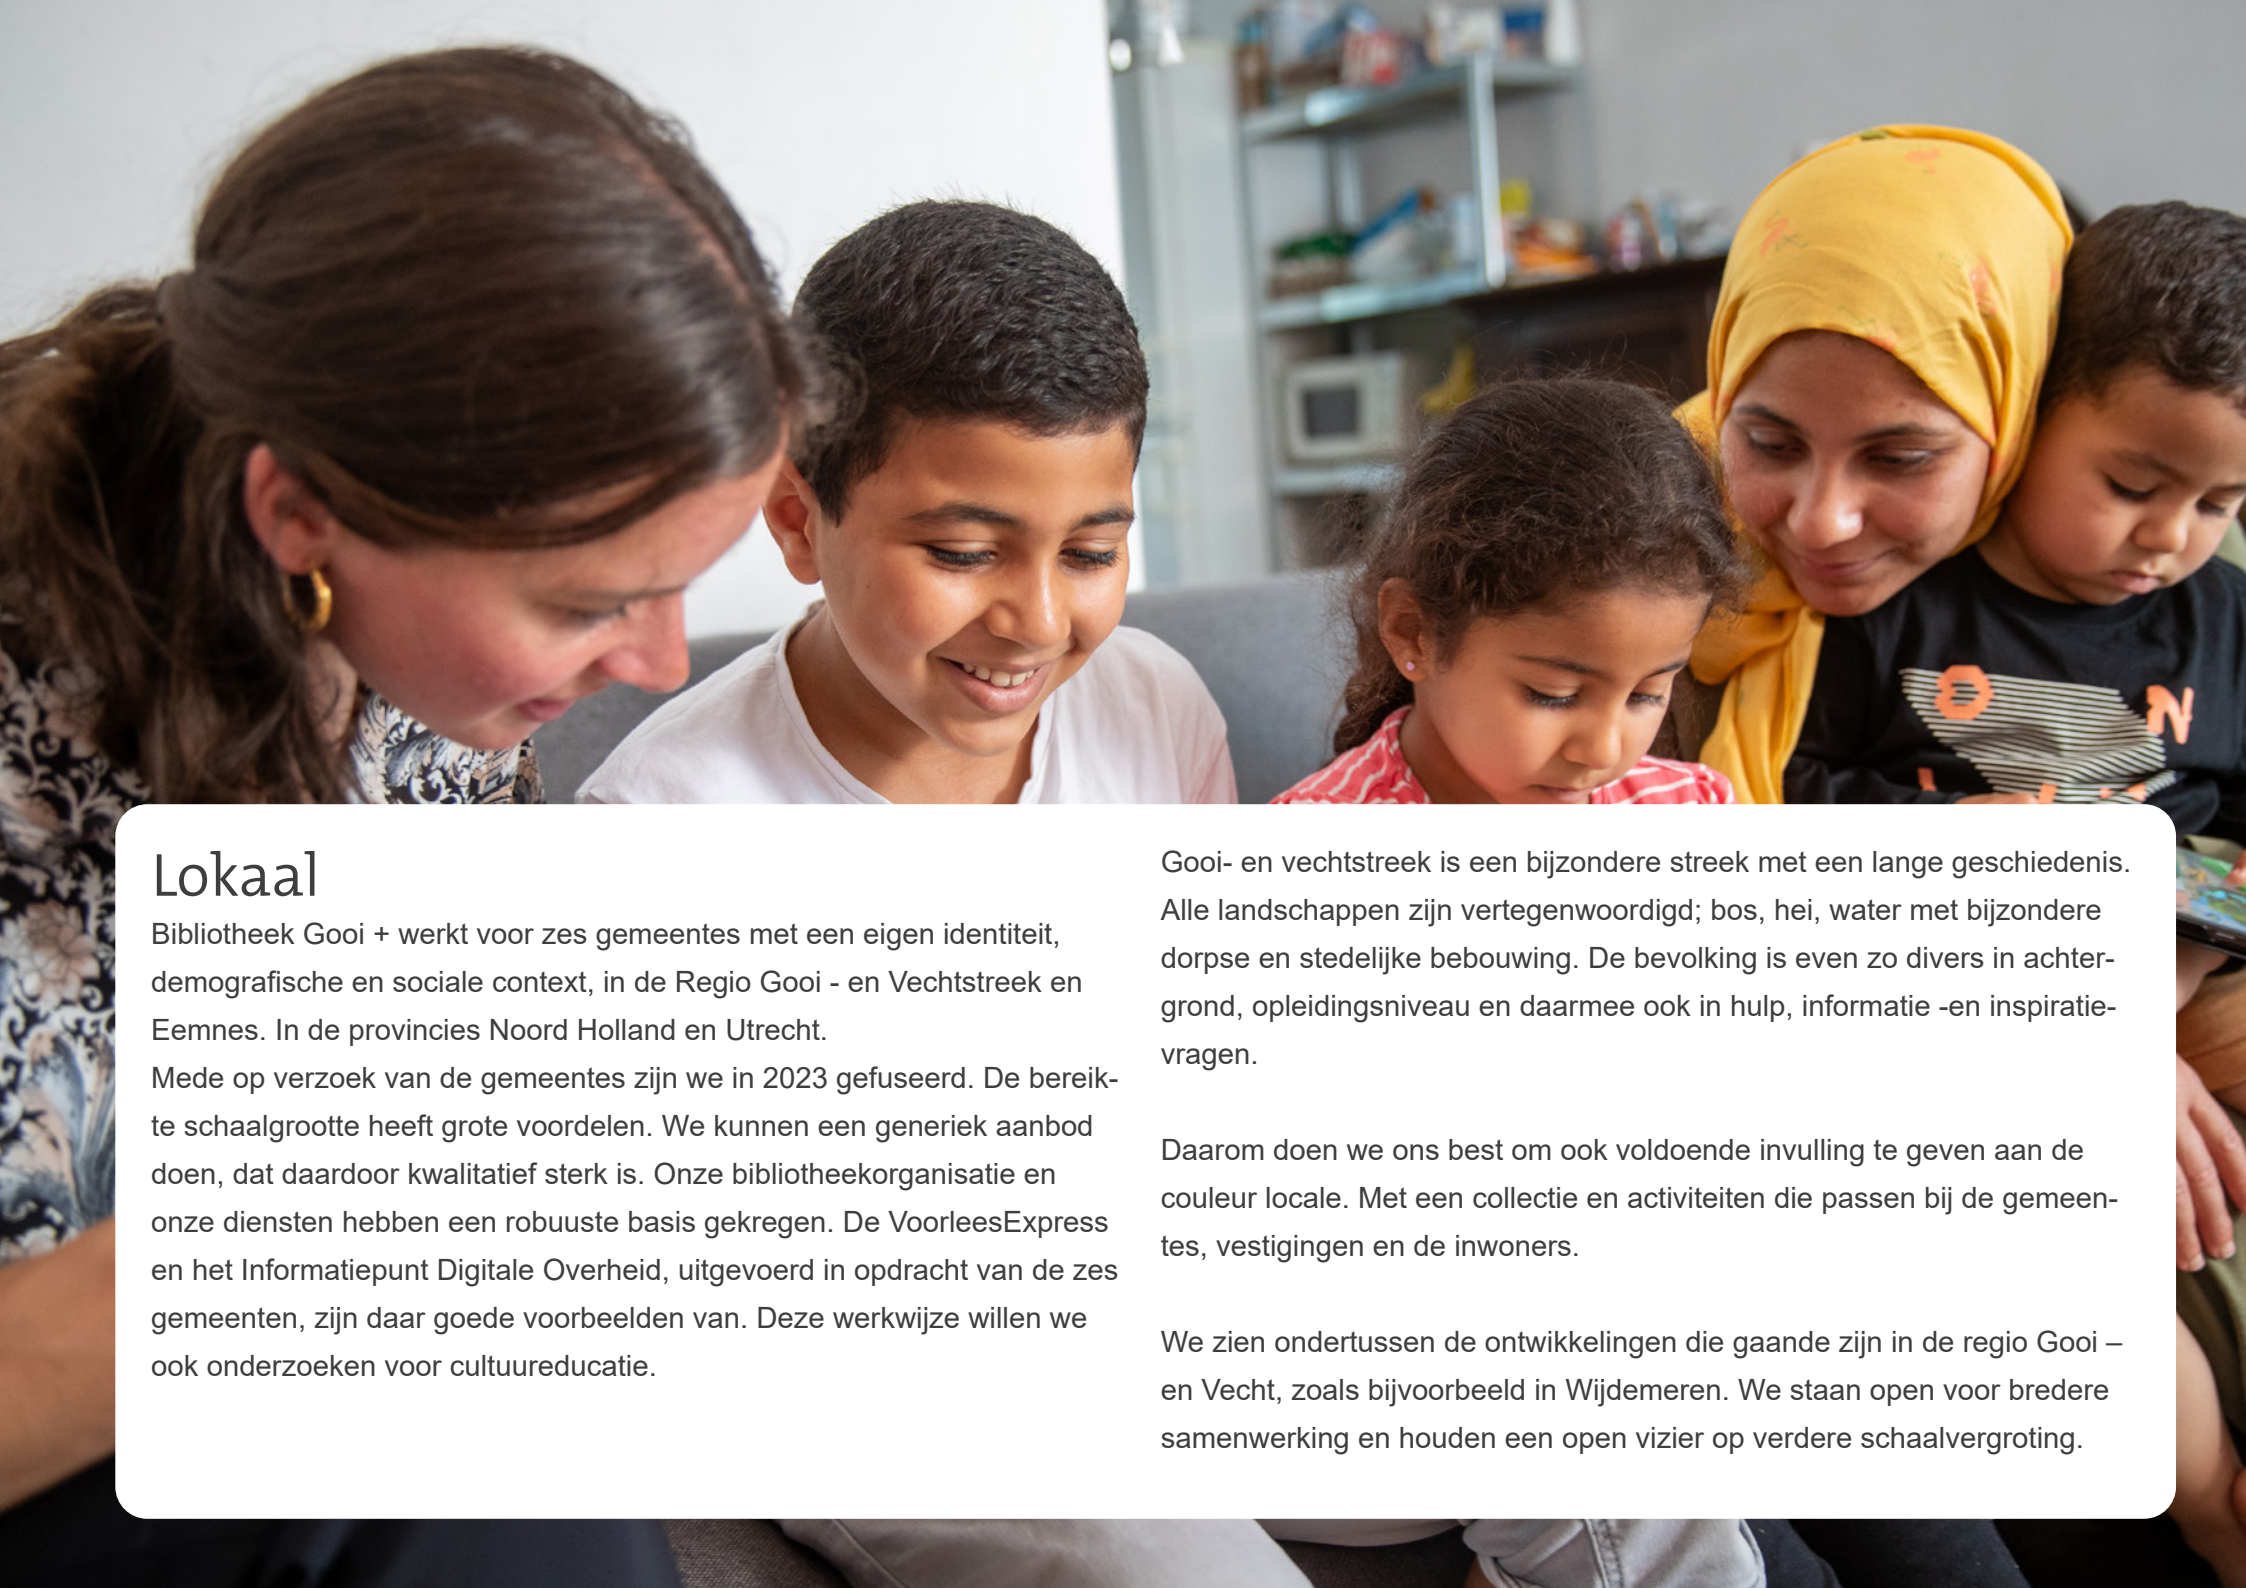 Lokaal
Bibliotheek Gooi + werkt voor zes gemeentes met een eigen identiteit,
demografische en sociale context, in de Regio Gooi - en Vechtstreek en
Eemnes. In de provincies Noord Holland en Utrecht.
Mede op verzoek van de gemeentes zijn we in 2023 gefuseerd. De bereik-
te schaalgrootte heeft grote voordelen. We kunnen een generiek aanbod
doen, dat daardoor kwalitatief sterk is. Onze bibliotheekorganisatie en
onze diensten hebben een robuuste basis gekregen. De VoorleesExpress
en het Informatiepunt Digitale Overheid, uitgevoerd in opdracht van de zes
gemeenten, zijn daar goede voorbeelden van. Deze werkwijze willen we
ook onderzoeken voor cultuureducatie.
Gooi- en vechtstreek is een bijzondere streek met een lange geschiedenis.
Alle landschappen zijn vertegenwoordigd; bos, hei, water met bijzondere
dorpse en stedelijke bebouwing. De bevolking is even zo divers in achter-
grond, opleidingsniveau en daarmee ook in hulp, informatie -en inspiratie-
vragen.
Daarom doen we ons best om ook voldoende invulling te geven aan de
couleur locale. Met een collectie en activiteiten die passen bij de gemeen-
tes, vestigingen en de inwoners.
We zien ondertussen de ontwikkelingen die gaande zijn in de regio Gooi –
en Vecht, zoals bijvoorbeeld in Wijdemeren. We staan open voor bredere
samenwerking en houden een open vizier op verdere schaalvergroting.